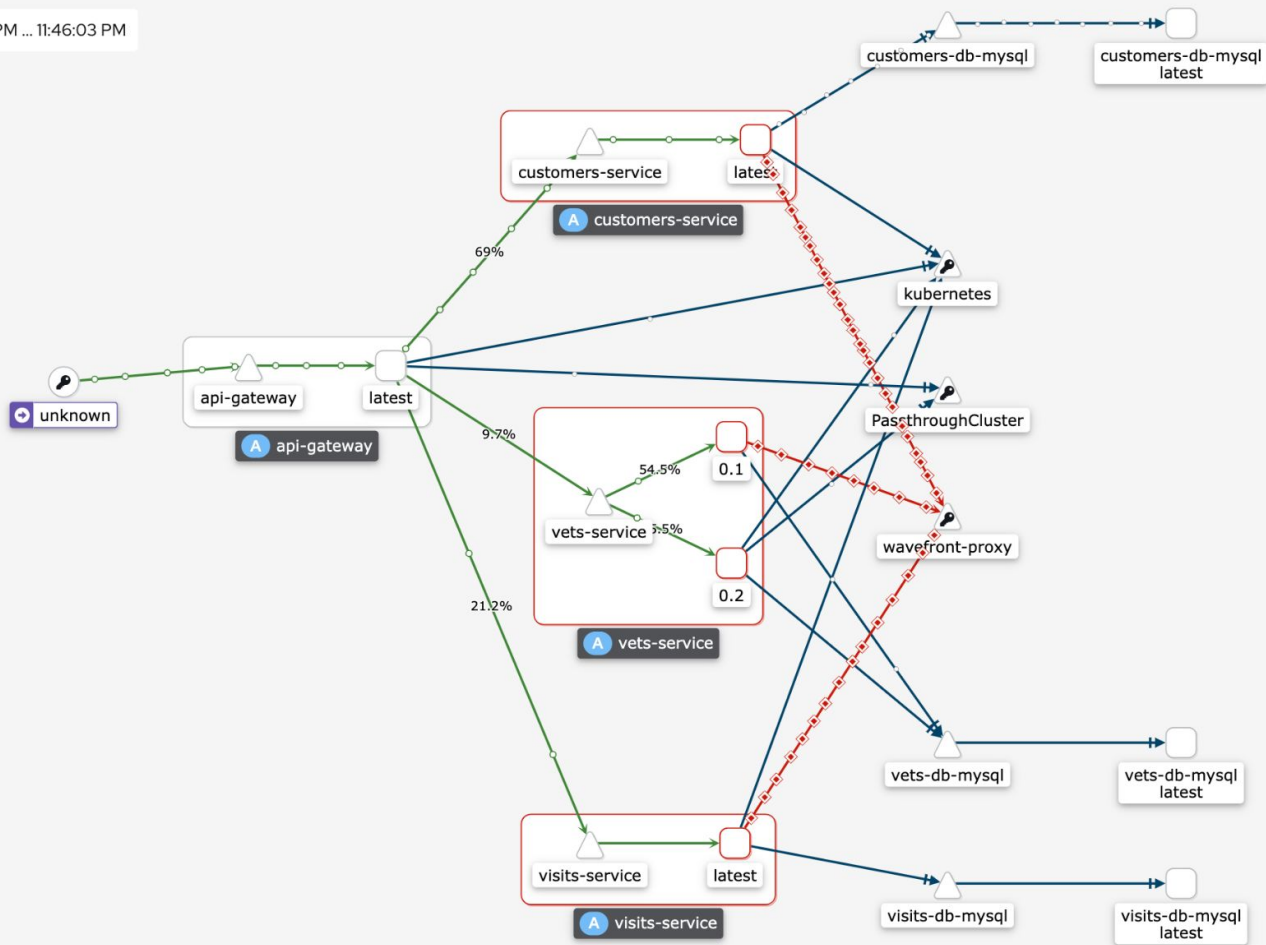 PM ... 11:46:03 PM
customers-db-mysql
customers-db-mysql
latest
customers-service
latest
A customers-service
69%
kubernetes
api-gateway
latest
unknown
A api-gateway
PassthroughCluster
9.7%
54.5%
0.1
vets-service
wavefront-proxy
0.2
21.2%
A vets-service
vets-db-mysql
vets-db-mysql
latest
visits-service
latest
A visits-service
visits-db-mysql
visits-db-mysql
latest